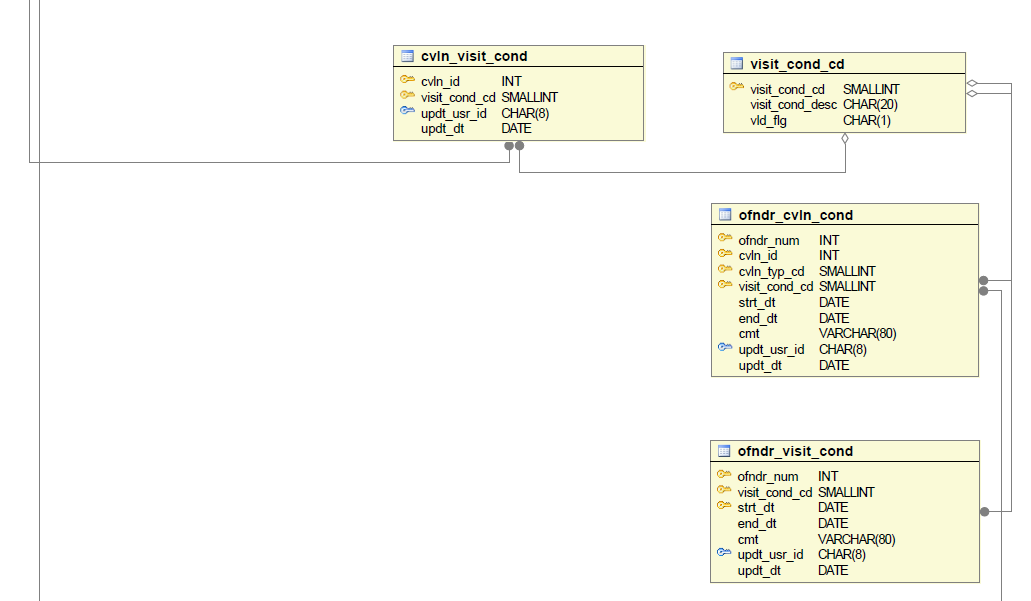 cvln_visit_cond
cvln_id INT
visit_cond_cd SMALLINT
updt_usr_id CHAR(8)
updt_dt DATE
visit_cond_cd
visit_cond_cd SMALLINT
visit_cond_desc CHAR(20)
vld_flg CHAR(1)
ofndr_cvln_cond
ofndr_num INT
cvln_id INT
cvln_typ_cd SMALLINT
visit_cond_cd SMALLINT
strt_dt DATE
end_dt DATE
cmt VARCHAR(80)
updt_usr_id CHAR(8)
updt_dt DATE
ofndr_visit_cond
ofndr_num INT
visit_cond_cd SMALLINT
strt_dt DATE
end_dt DATE
cmt VARCHAR(80)
updt_usr_id CHAR(8)
updt_dt DATE